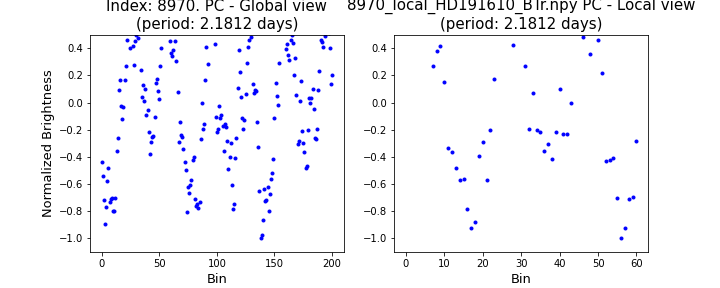 Index: 8970. PC - Global view
(period: 2.1812 days)
8970_local_HD191610_BTr.npy PC - Local view
(period: 2.1812 days)
Normalized Brightness
0.4
0.2
0.0
−0.2
−0.4
−0.6
−0.8
−1.0
0 50 100 150 200
Bin
0.4
0.2
0.0
−0.2
−0.4
−0.6
−0.8
−1.0
0 10 20 30 40 50 60
Bin